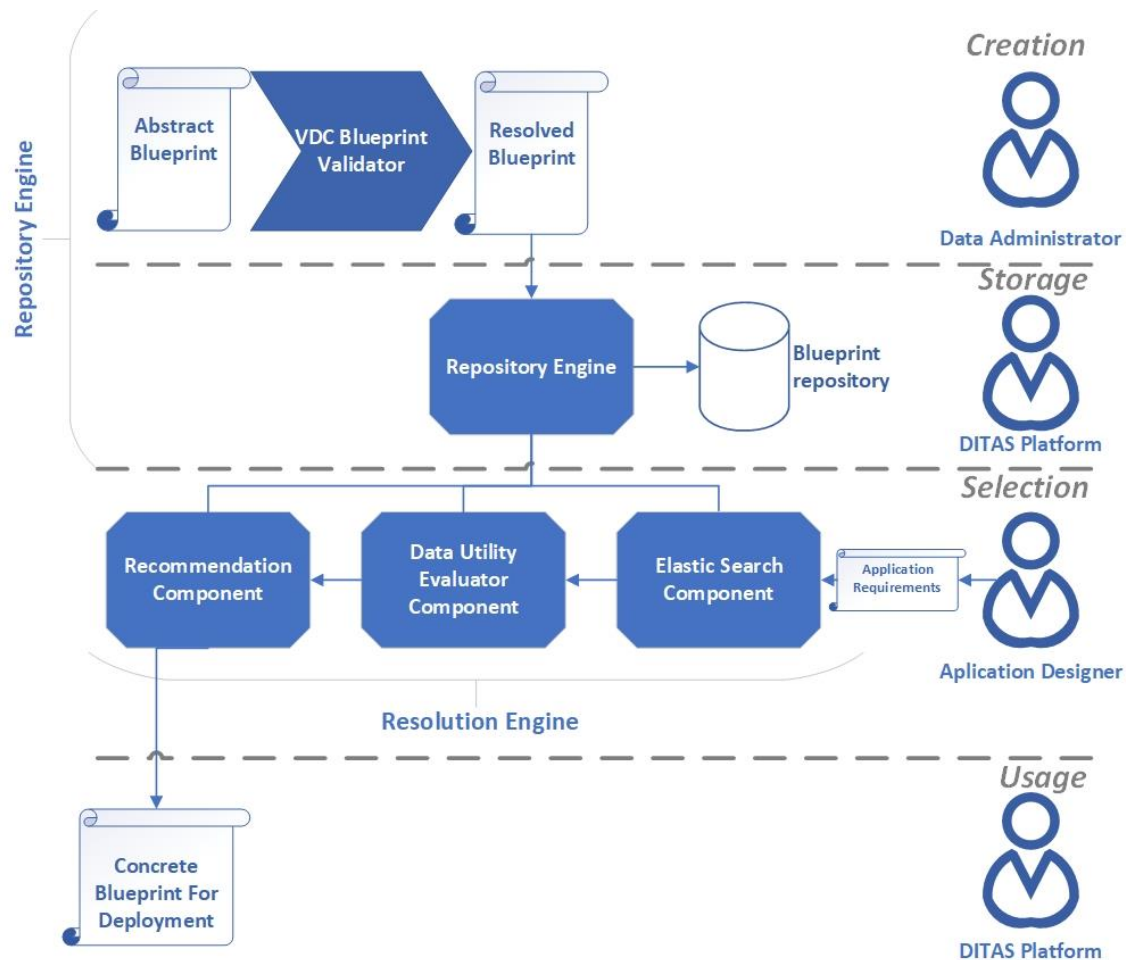 Creation
Abstract
Blueprint
VDC Blueprint
Validator
Resolved
Blueprint
Data Administrator
Repository Engine
Storage
Repository Engine
Blueprint
repository
DITAS Platform
Selection
Recommendation
Component
Data Utility
Evaluator
Component
Elastic Search
Component
Application
Requirements
Aplication Designer
Resolution Engine
Usage
Concrete
Blueprint For
Deployment
DITAS Platform